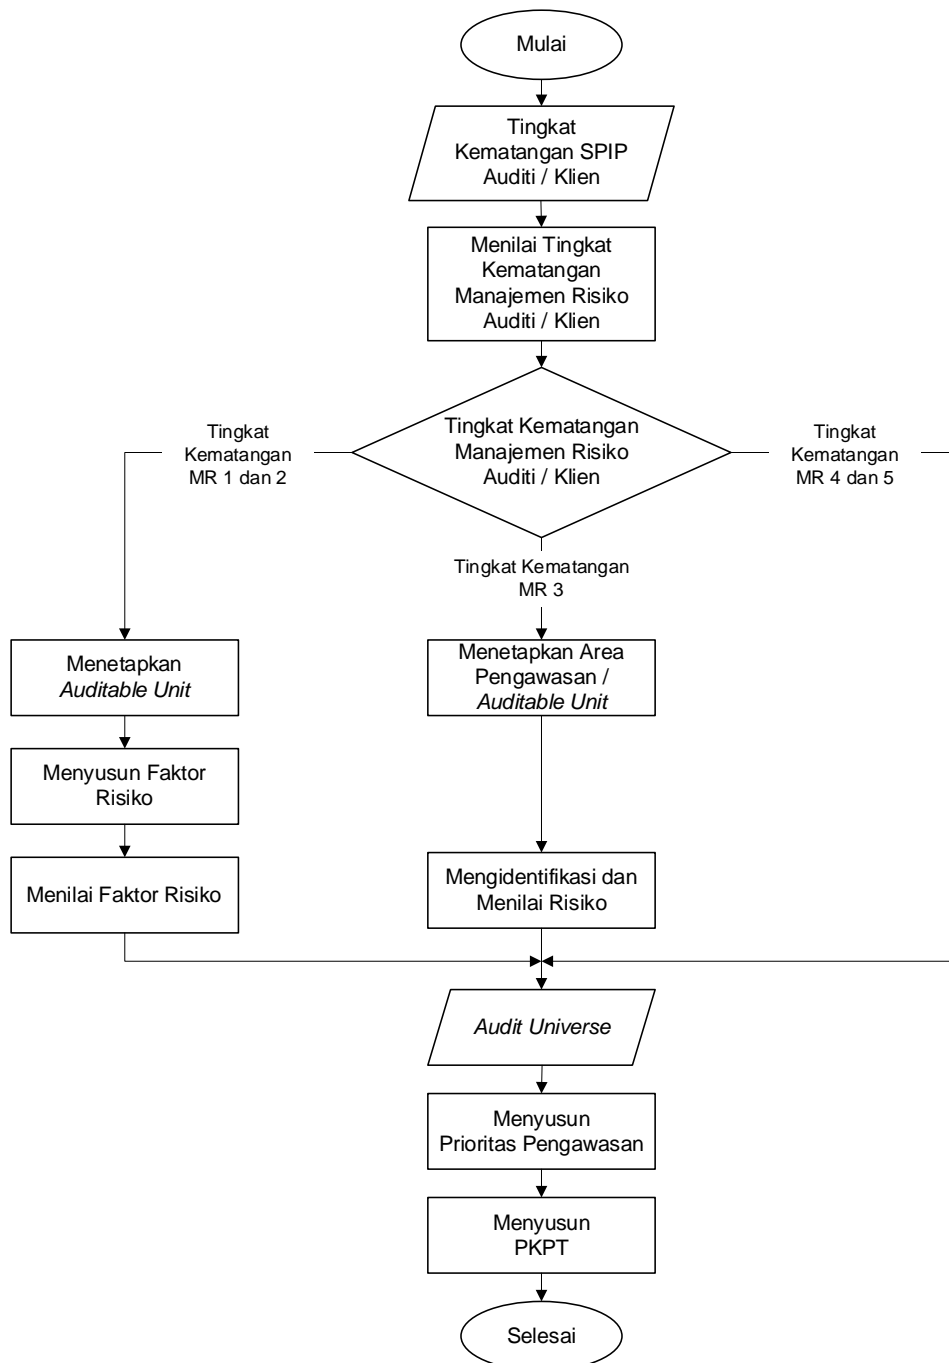 Mulai
Tingkat
Kematangan SPIP
Auditi / Klien
Menilai Tingkat
Kematangan
Manajemen Risiko
Auditi / Klien
Tingkat Kematangan
Manajemen Risiko
Auditi / Klien
Tingkat
Kematangan
MR 1 dan 2
Tingkat
Kematangan
MR 4 dan 5
Tingkat Kematangan
MR 3
Menetapkan
Auditable Unit
Menetapkan Area
Pengawasan /
Auditable Unit
Menyusun Faktor
Risiko
Menilai Faktor Risiko
Mengidentifikasi dan
Menilai Risiko
Audit Universe
Menyusun
Prioritas Pengawasan
Menyusun
PKPT
Selesai